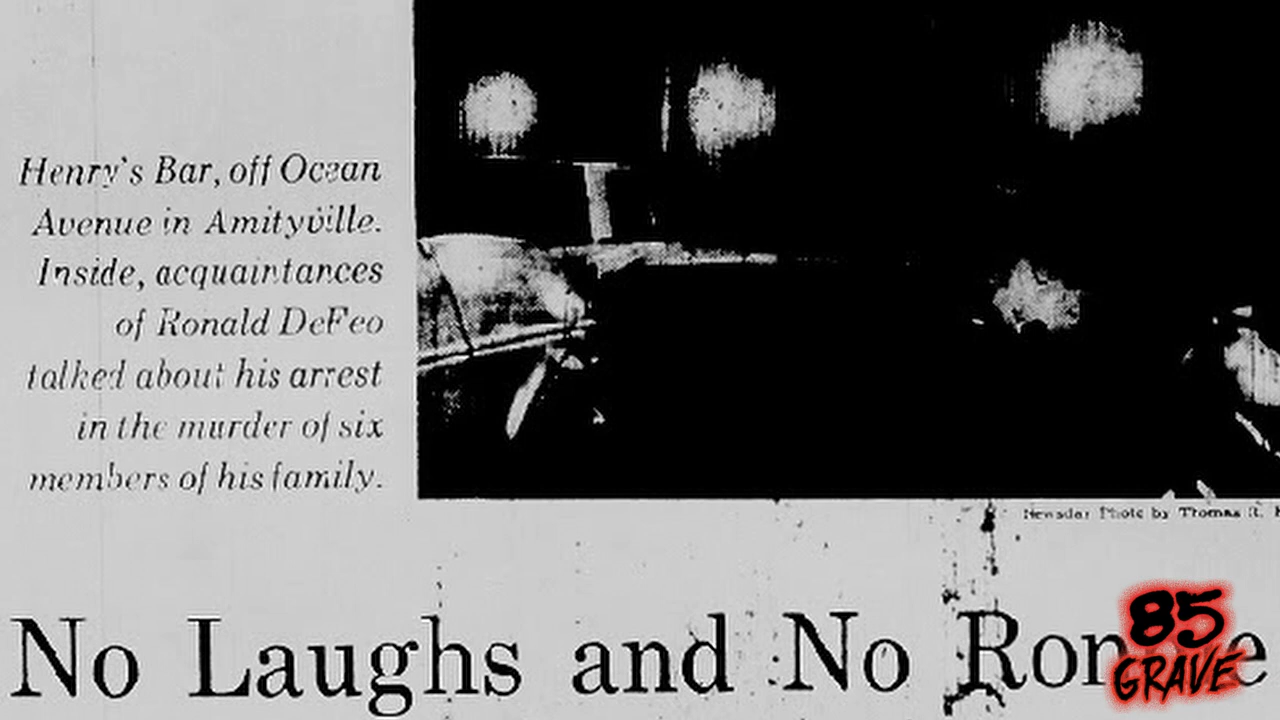 Henry's Bar, off Ocean
Avenue in Amityville.
Inside, acquaintances
of Ronald DeFeo
talked about his arrest
in the murder of six
members of his family.
Newsday Photo by Thomas R.
No Laughs and No
85
GRAVE